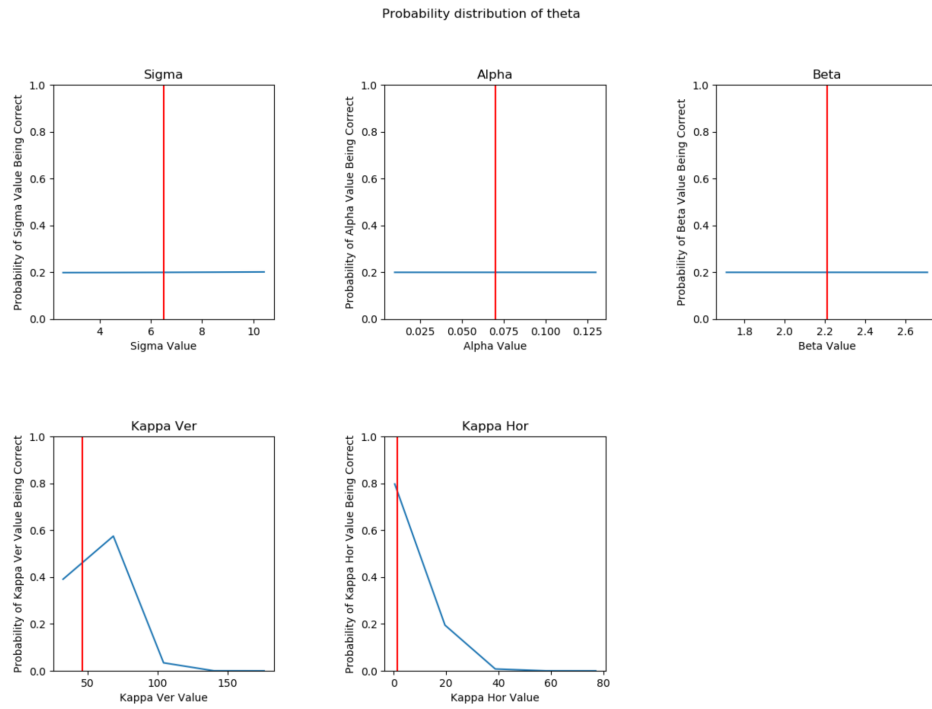 Probability distribution of theta
Sigma
Probability of Sigma Value Being Correct
1.0
0.8
0.6
0.4
0.2
0.0
4 6 8 10
Sigma Value
Alpha
Probability of Alpha Value Being Correct
1.0
0.8
0.6
0.4
0.2
0.0
0.025 0.050 0.075 0.100 0.125
Alpha Value
Beta
Probability of Beta Value Being Correct
1.0
0.8
0.6
0.4
0.2
0.0
1.8 2.0 2.2 2.4 2.6
Beta Value
Kappa Ver
Probability of Kappa Ver Value Being Correct
1.0
0.8
0.6
0.4
0.2
0.0
50 100 150
Kappa Ver Value
Kappa Hor
Probability of Kappa Hor Value Being Correct
1.0
0.8
0.6
0.4
0.2
0.0
0 20 40 60 80
Kappa Hor Value